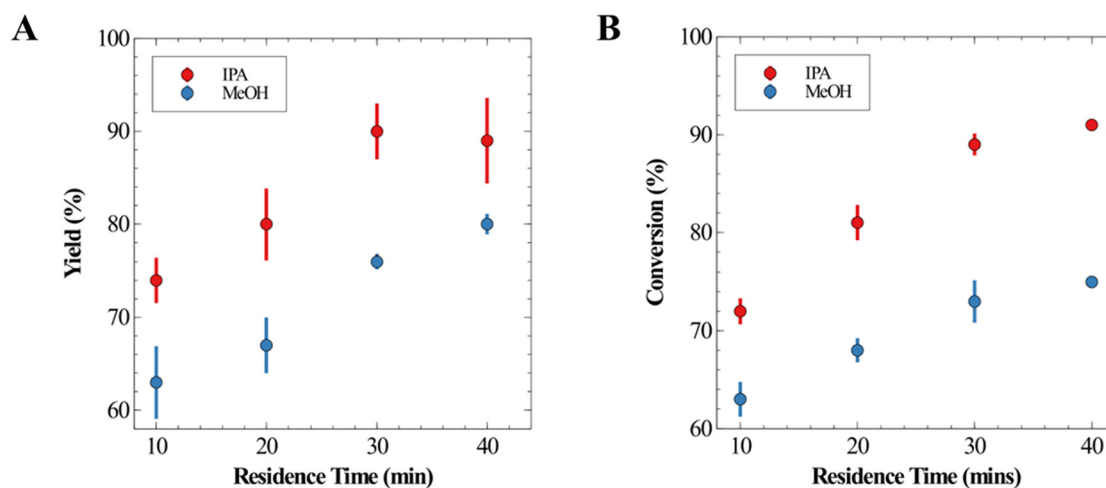 A
100
90
80
70
60
Yield (%)
IPA
MeOH
10 20 30 40
Residence Time (min)
B
100
90
80
70
60
Conversion (%)
IPA
MeOH
10 20 30 40
Residence Time (mins)